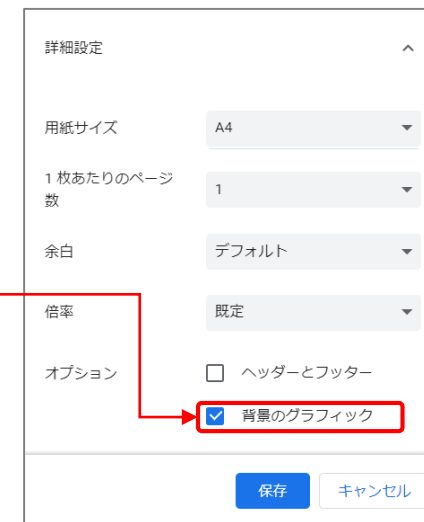 詳細設定
用紙サイズ A4
1 枚あたりのページ
数 1
余白 デフォルト
倍率 既定
オプション ヘッダーとフッター
背景のグラフィック
保存 キャンセル